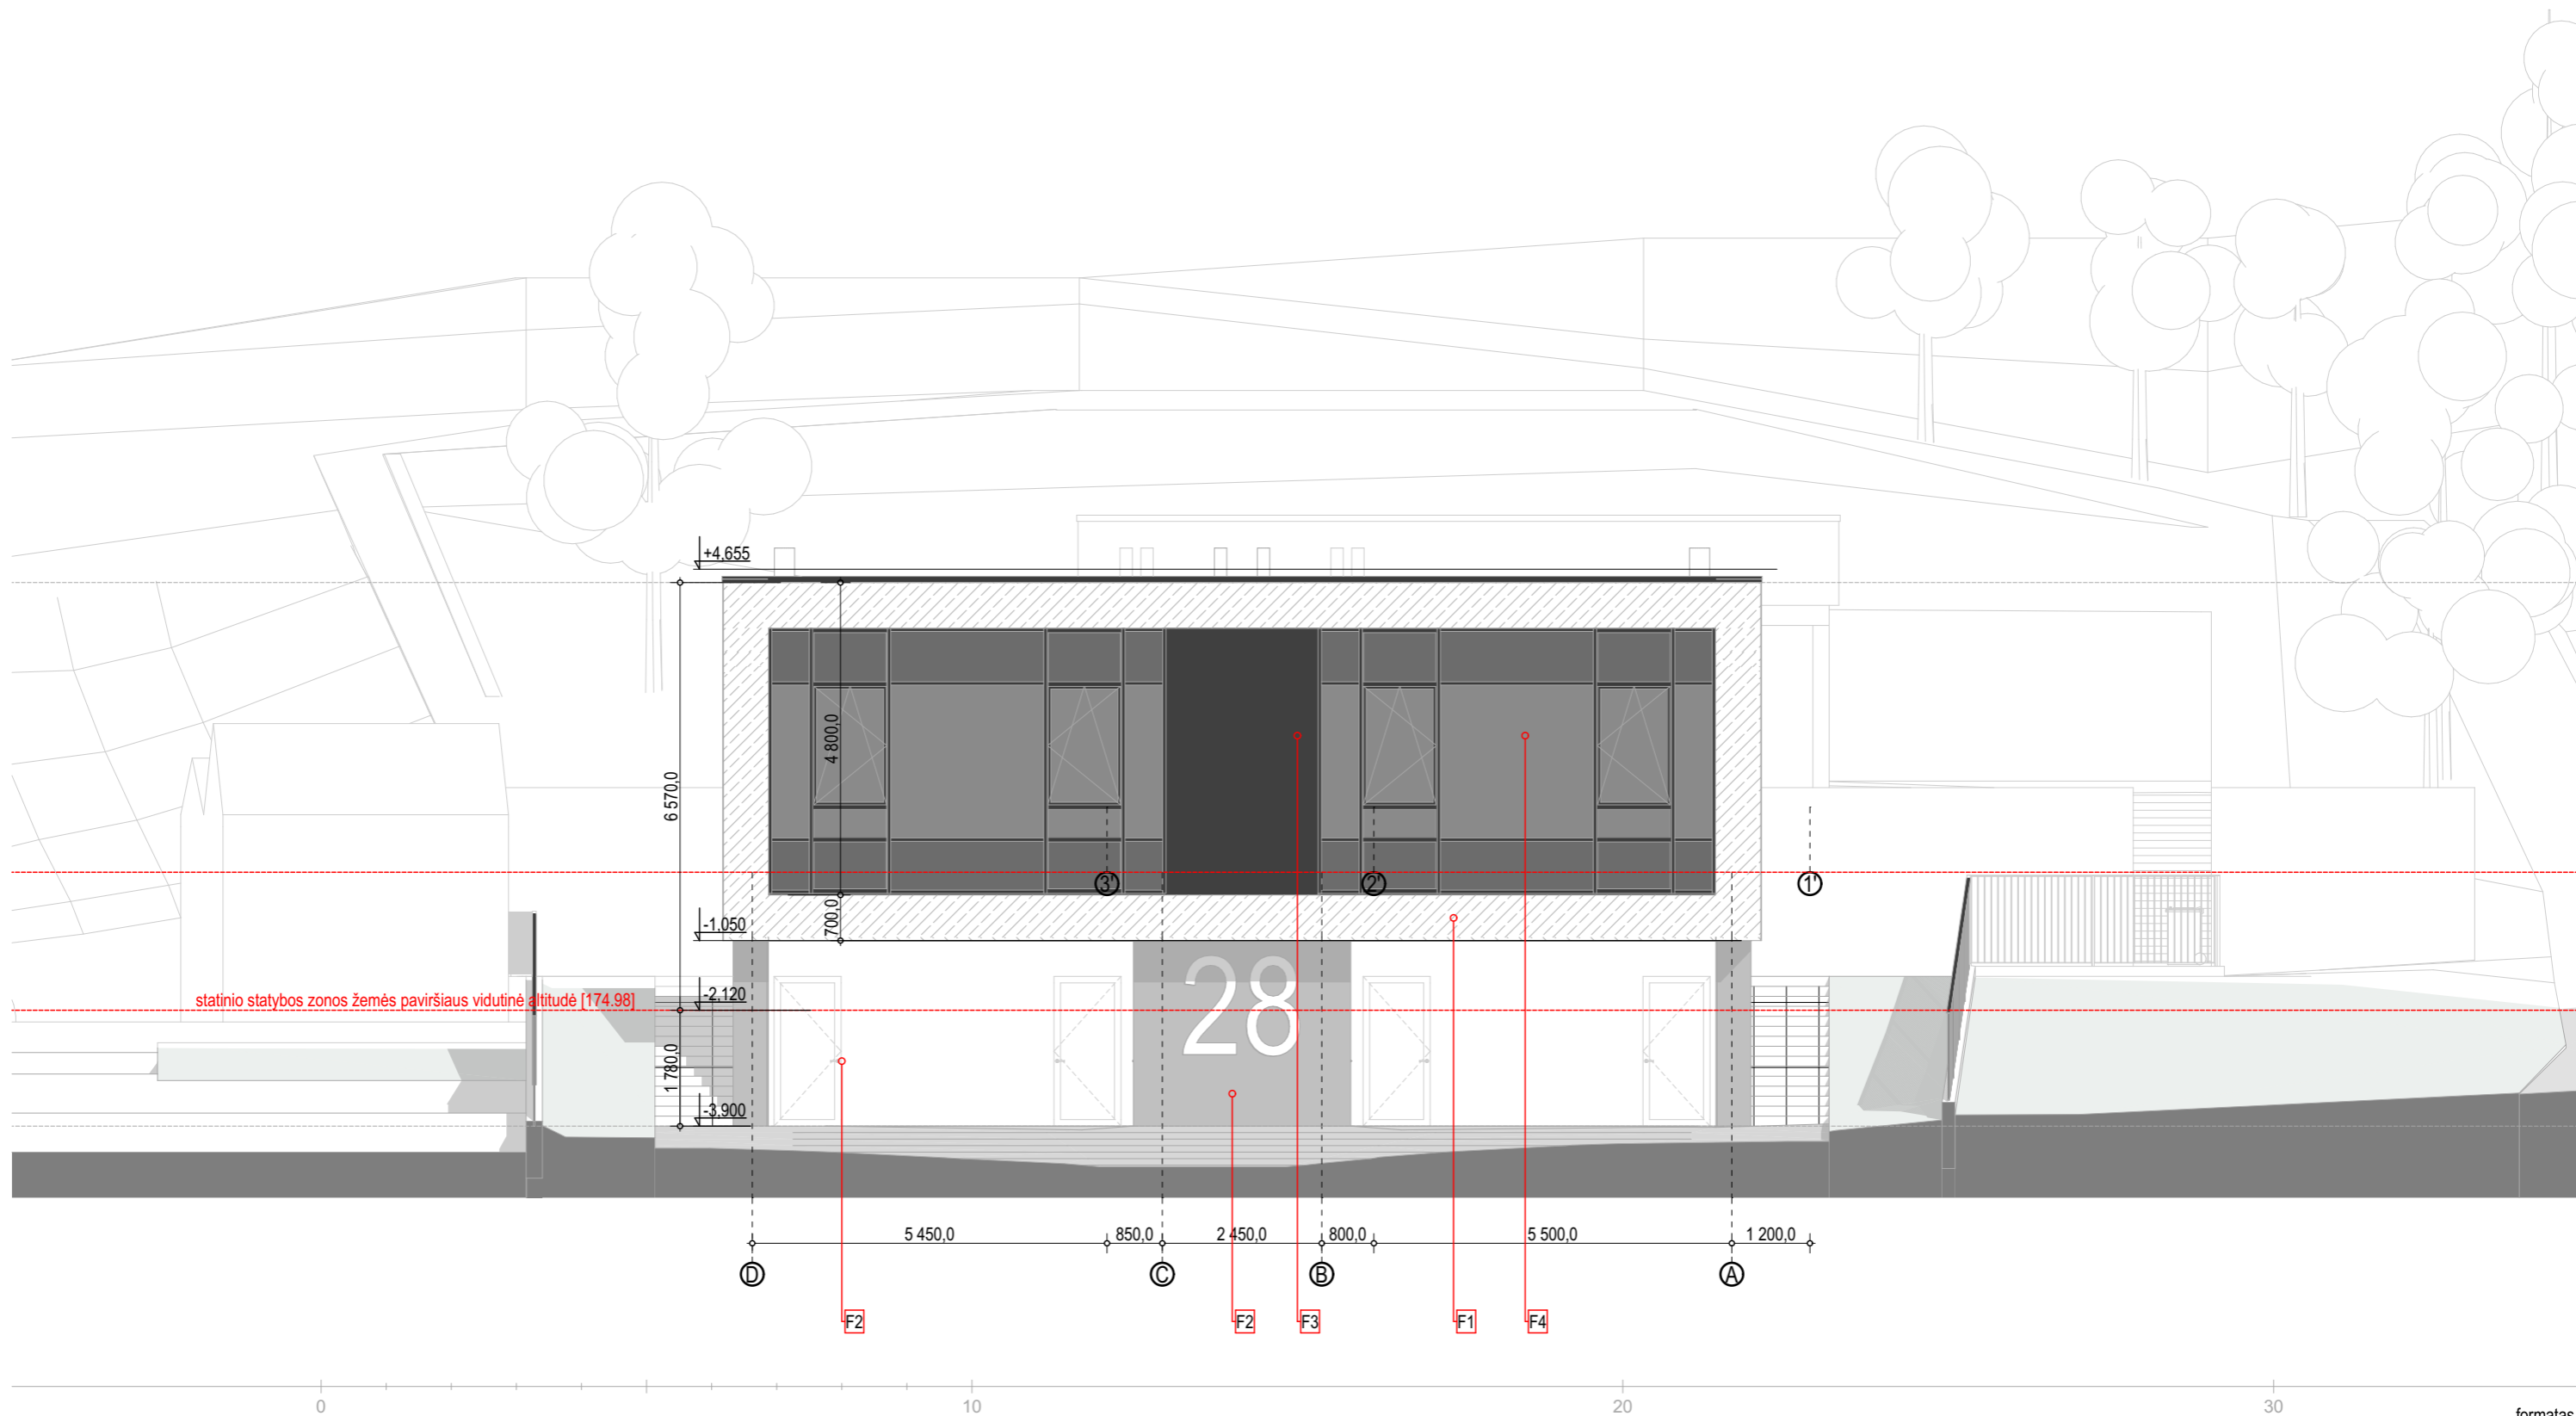 +4,655
4 800,0
6 570,0
3'
2'
1'
700,0
-1,050
28
statinio statybos zonos žemės paviršiaus vidutinė altitudė [174.98]
-2,120
1 780,0
-3,900
5 450,0
850,0
2 450,0
800,0
5 500,0
1 200,0
D
C
B
A
F2
F2
F3
F1
F4
0
10
20
30
formatas